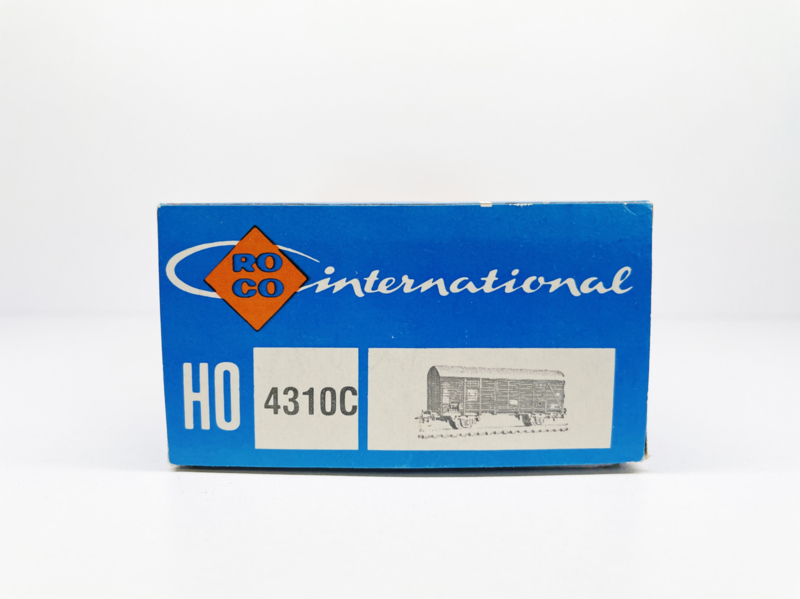 RO
CO
international
HO
4310C